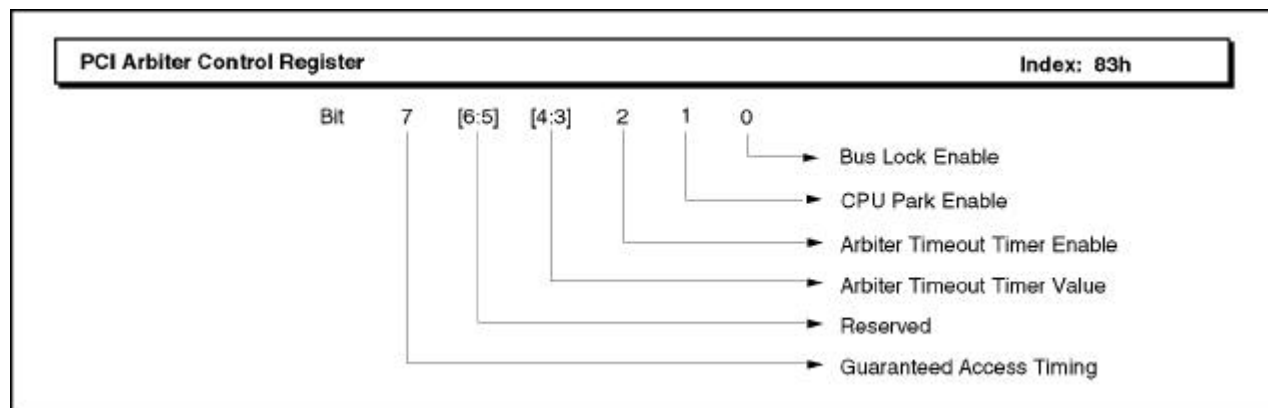 PCI Arbiter Control Register Index: 83h
Bit 7 [6:5] [4:3] 2 1 0
Bus Lock Enable
CPU Park Enable
Arbiter Timeout Timer Enable
Arbiter Timeout Timer Value
Reserved
Guaranteed Access Timing